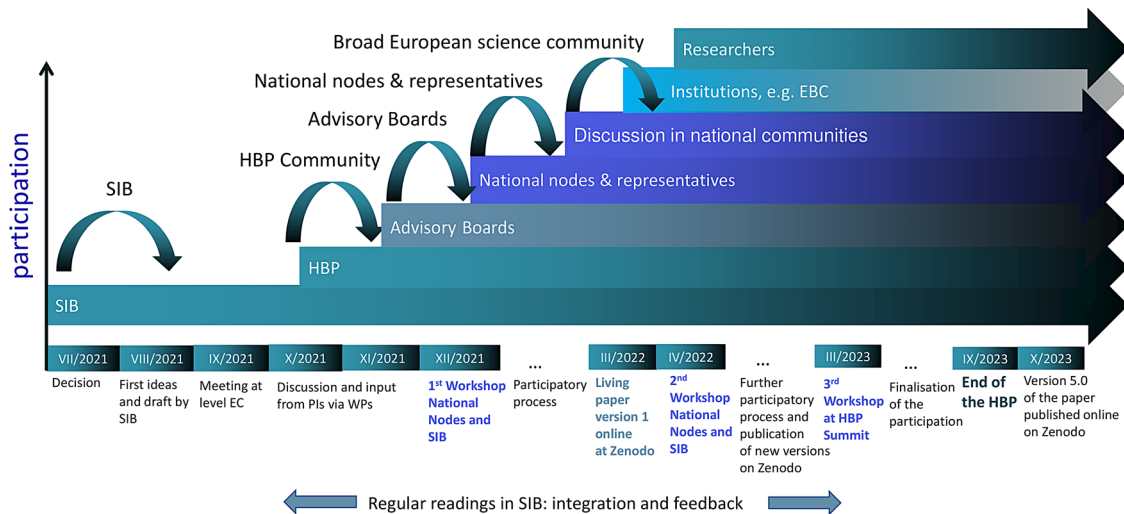 Broad European science community
Researchers
National nodes & representatives
Institutions, e.g. EBC
Advisory Boards
Discussion in national communities
HBP Community
National nodes & representatives
SIB
Advisory Boards
HBP
SIB
participation
VII/2021
VIII/2021
IX/2021
X/2021
XI/2021
XII/2021
...
III/2022
IV/2022
...
III/2023
...
IX/2023
X/2023
Decision
First ideas
and draft by
SIB
Meeting at
level EC
Discussion and input
from PIs via WPs
1st Workshop
National
Nodes and
SIB
Participatory
process
Living
paper
version 1
online
at Zenodo
2nd
Workshop
National
Nodes and
SIB
Further
participatory
process and
publication
of new versions
on Zenodo
3rd
Workshop
at HBP
Summit
Finalisation
of the
participation
End of
the HBP
Version 5.0
of the paper
published online
on Zenodo
Regular readings in SIB: integration and feedback